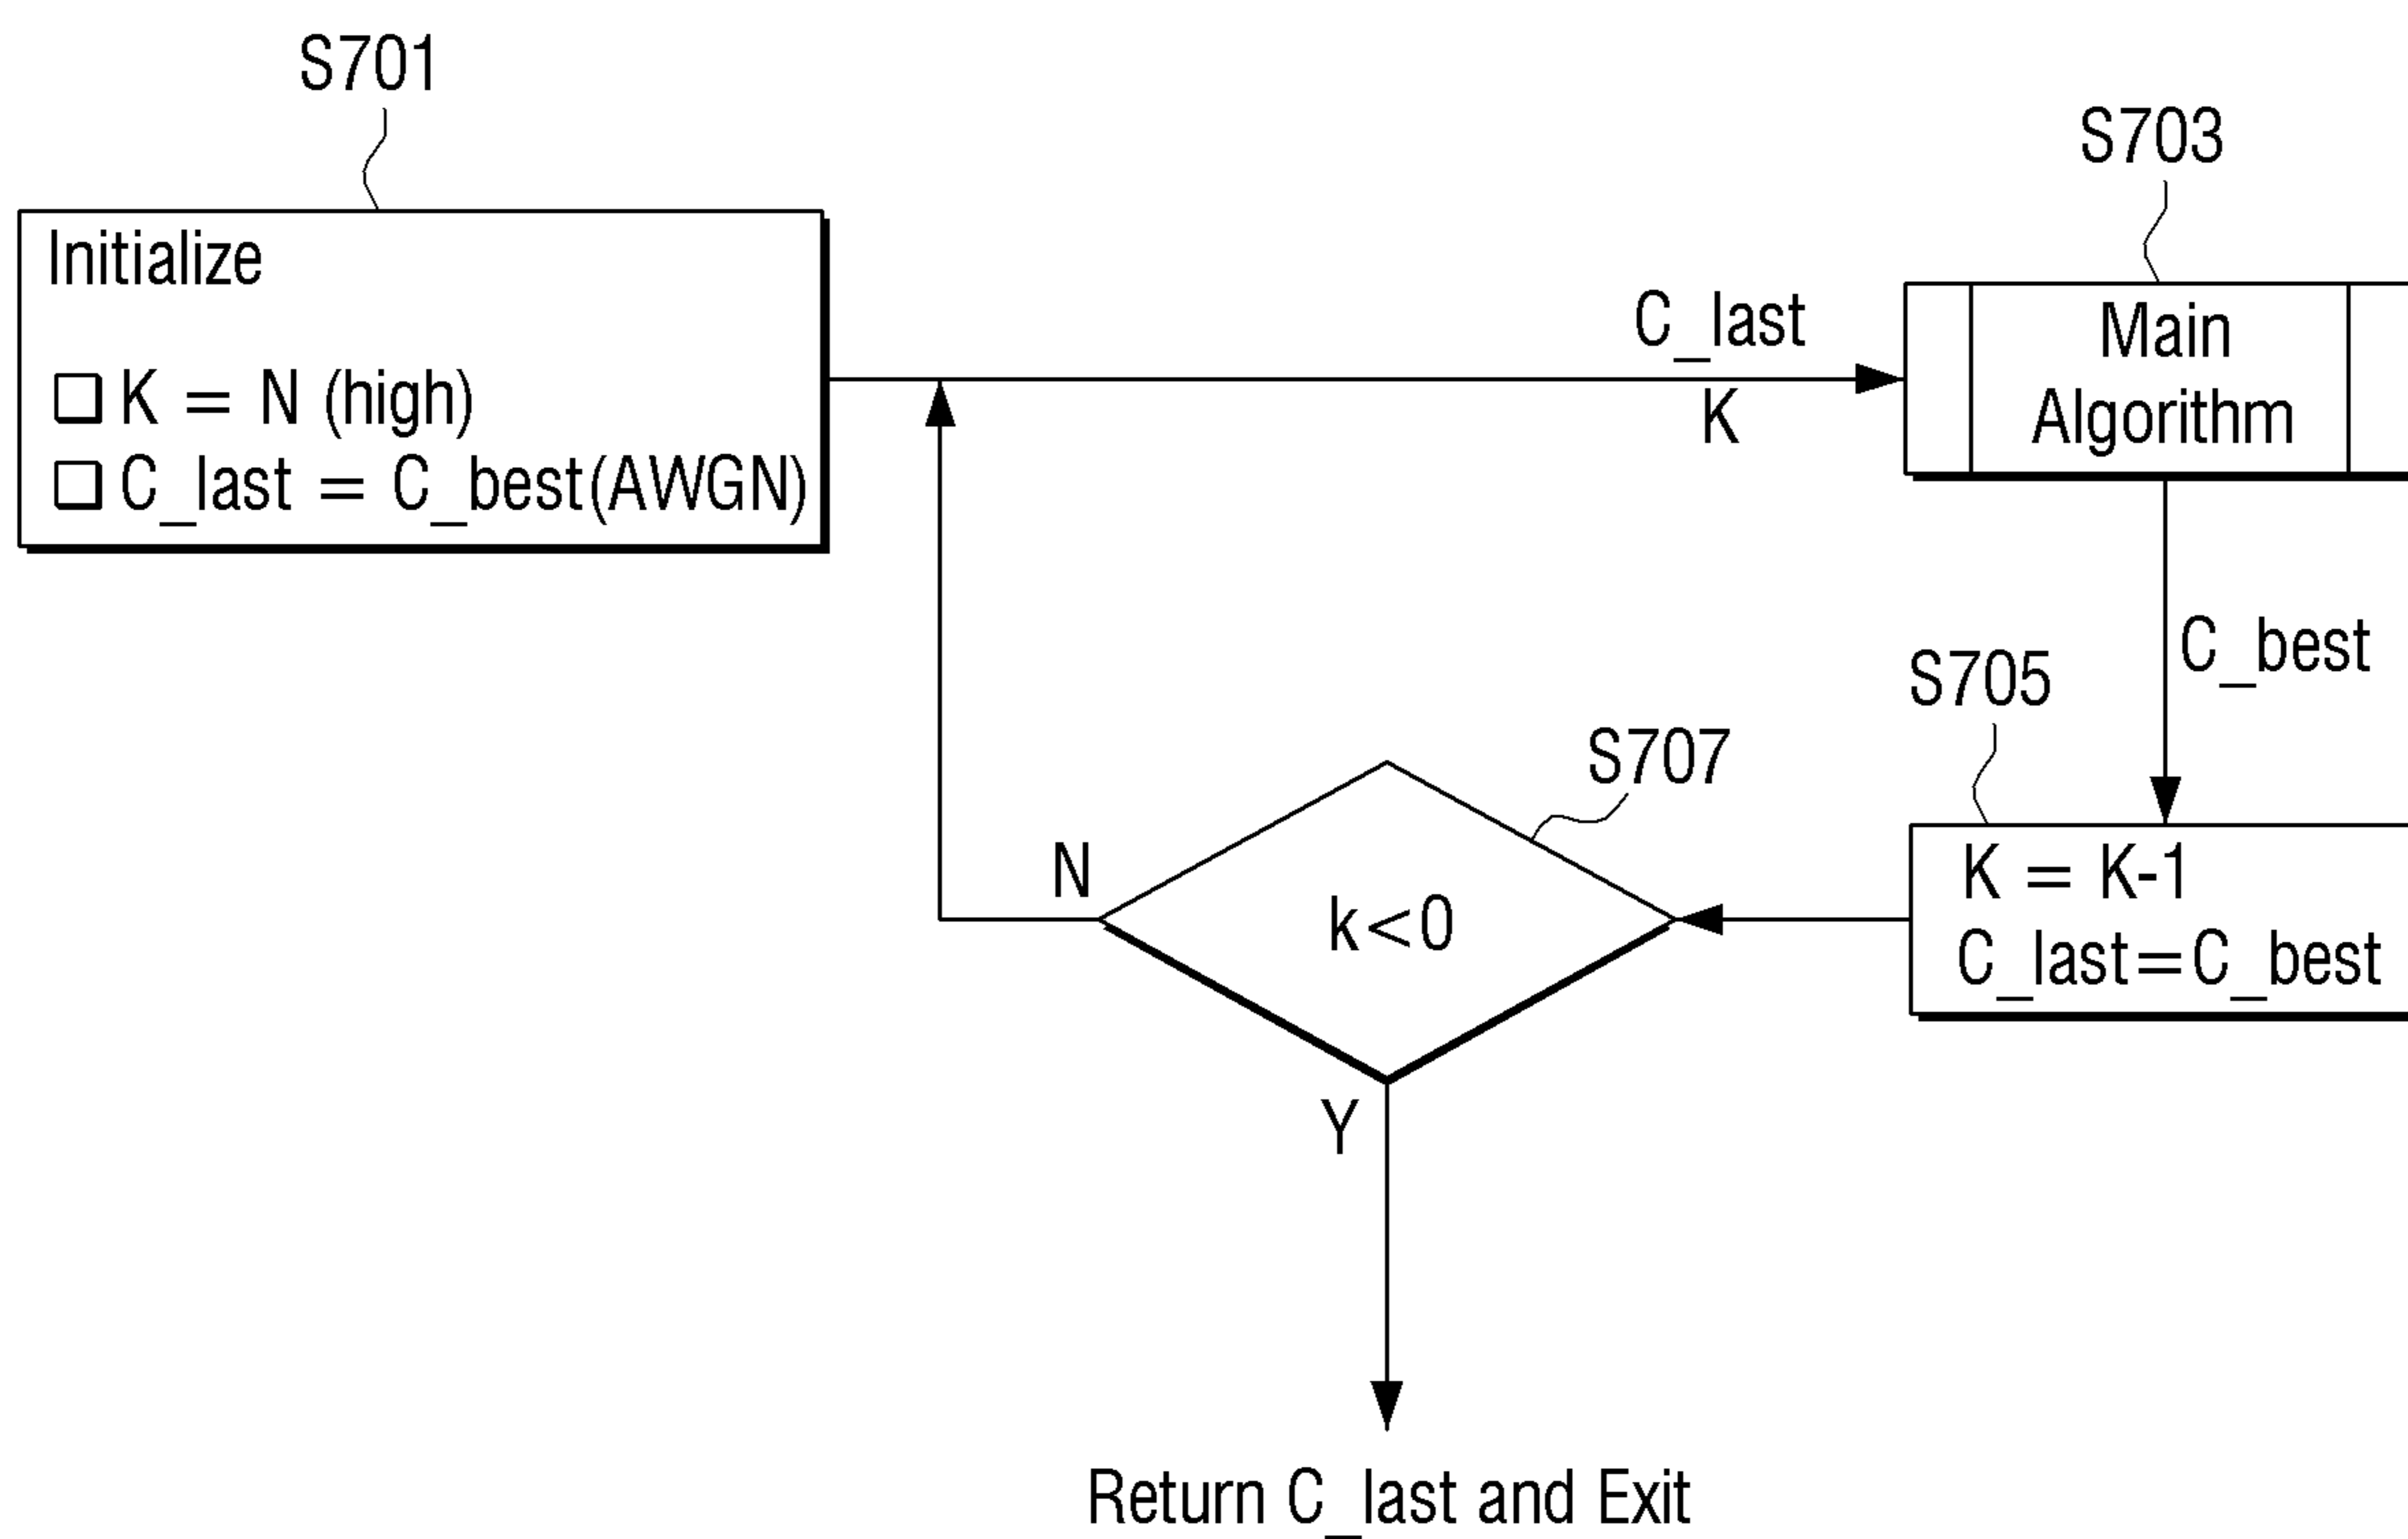 S701
Initialize
K = N (high)
C_last = C_best(AWGN)
C_last
K
S703
Main
Algorithm
C_best
S705
K = K-1
C_last=C_best
S707
k<0
N
Y
Return C_last and Exit